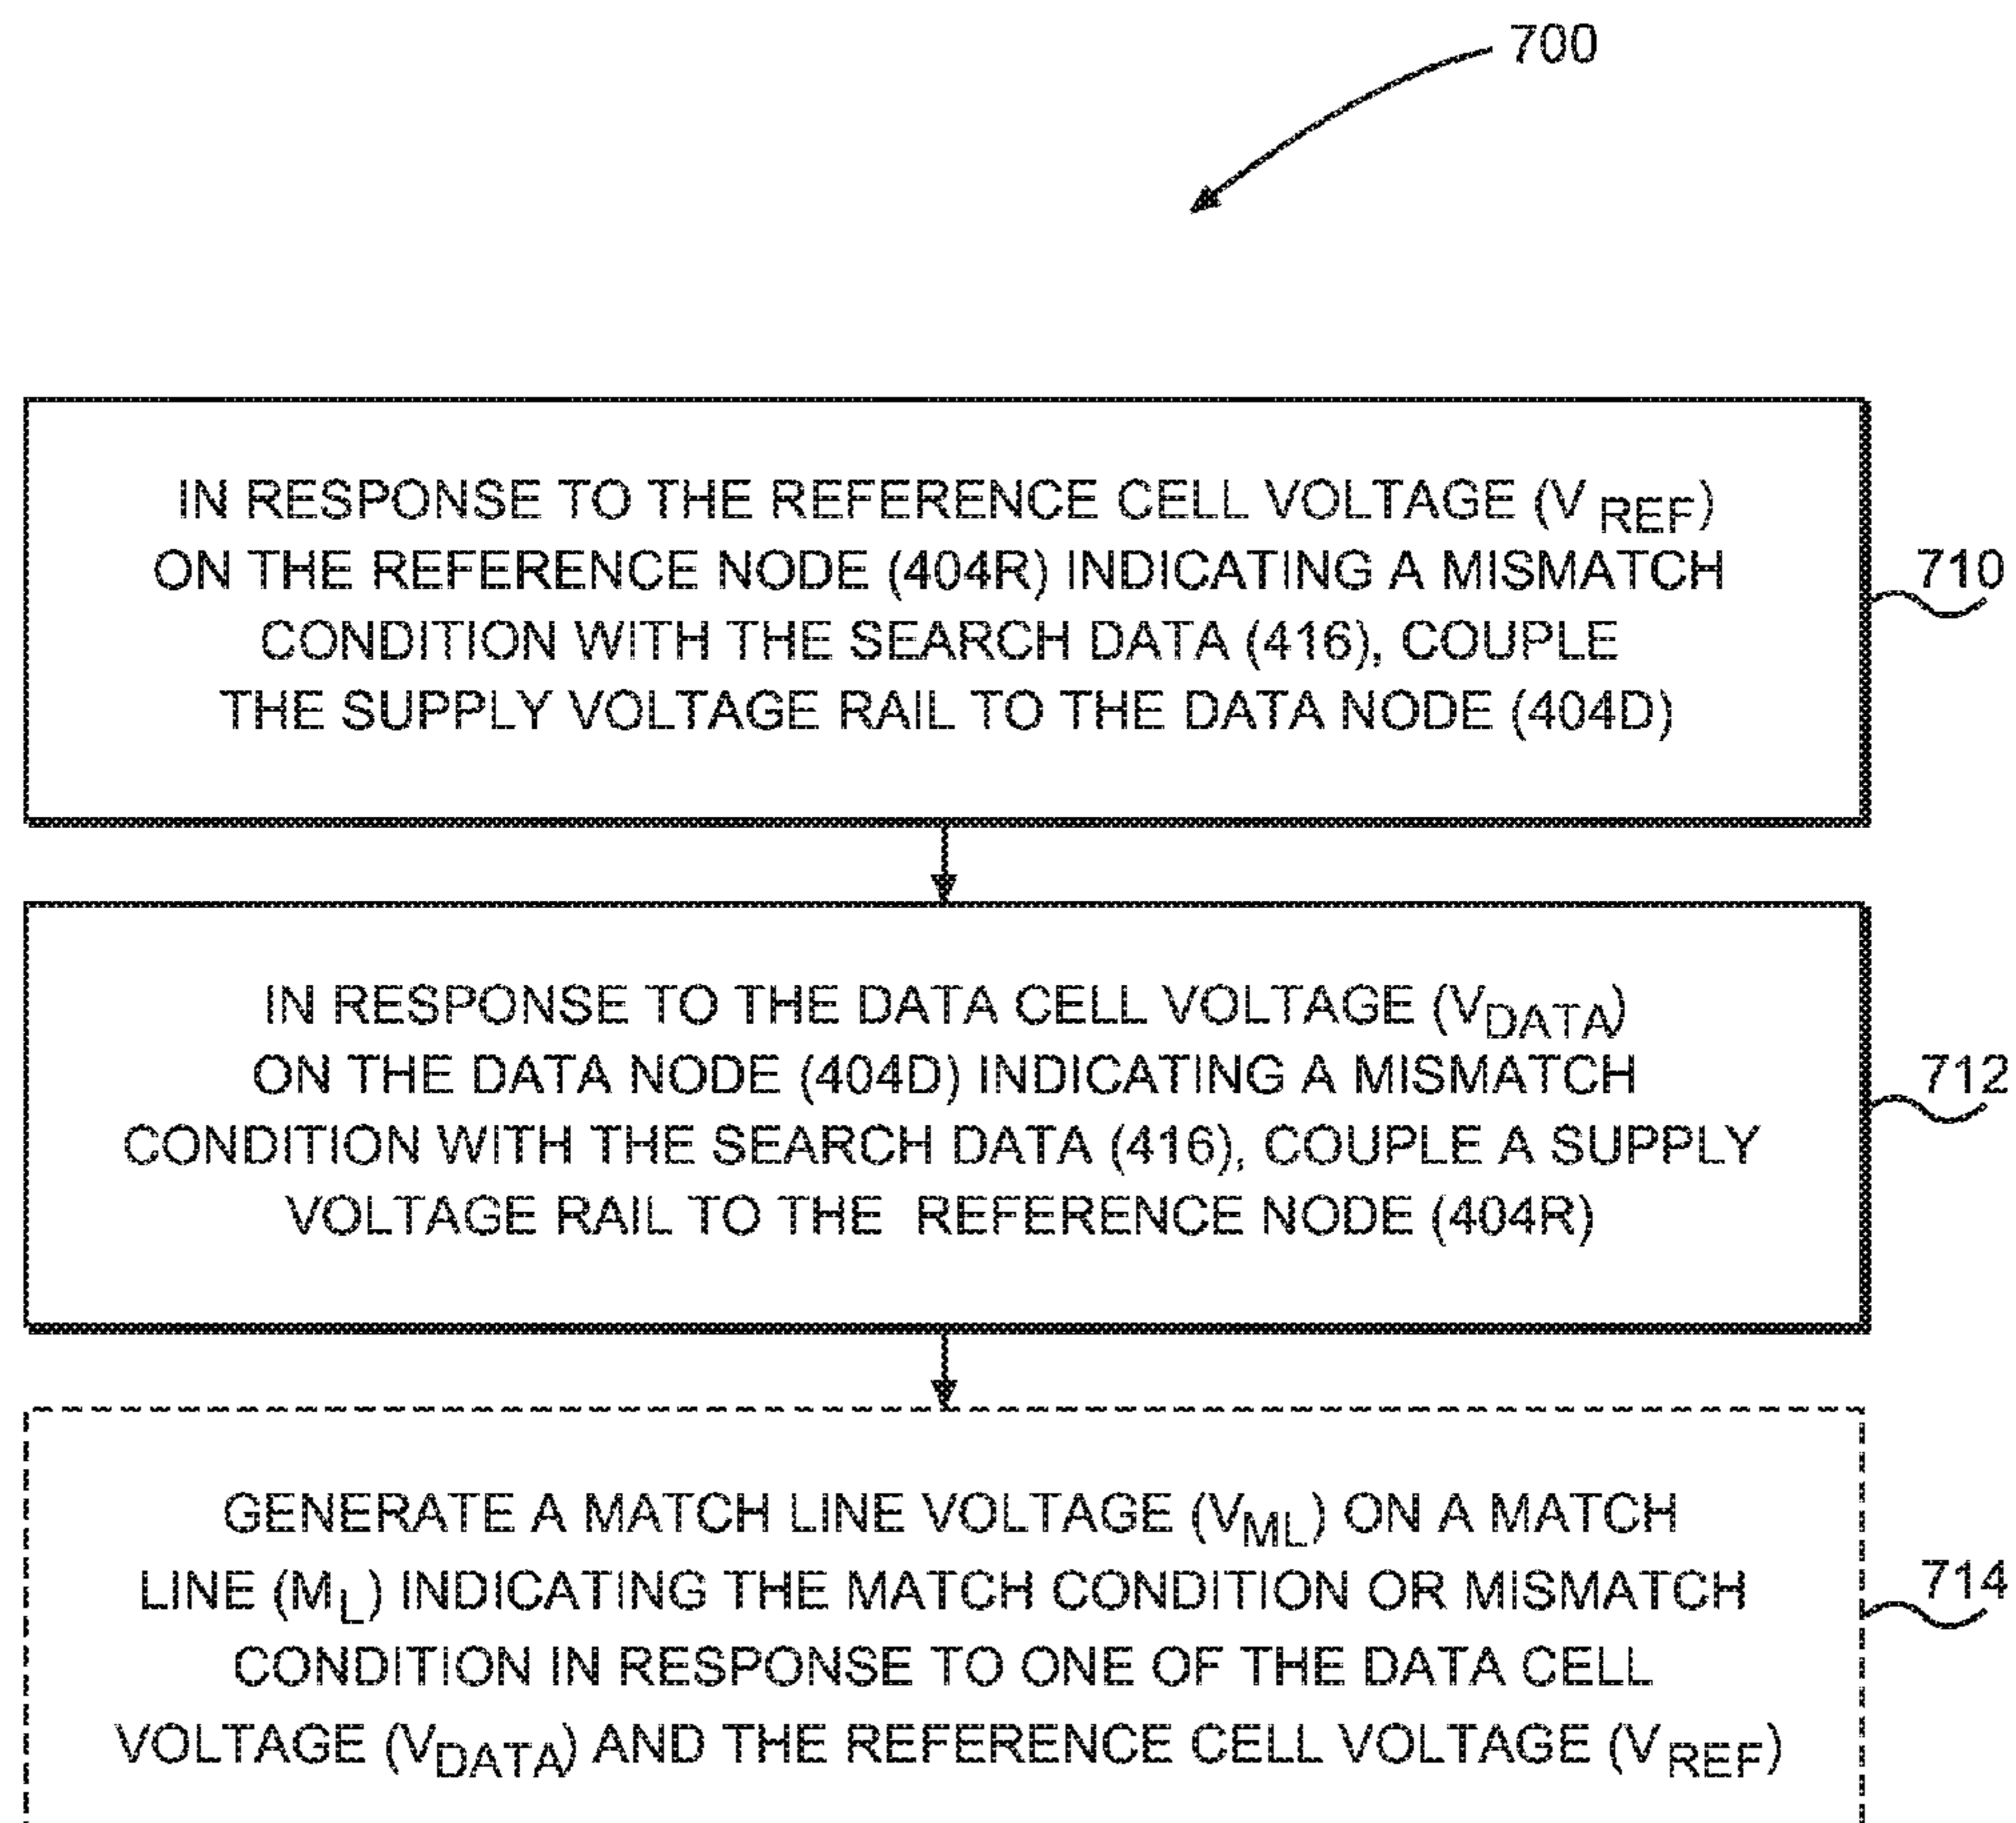 700
IN RESPONSE TO THE REFERENCE CELL VOLTAGE (V REF)
ON THE REFERENCE NODE (404R) INDICATING A MISMATCH
CONDITION WITH THE SEARCH DATA (416), COUPLE
THE SUPPLY VOLTAGE RAIL TO THE DATA NODE (404D)
710
IN RESPONSE TO THE DATA CELL VOLTAGE (VDATA)
ON THE DATA NODE (404D) INDICATING A MISMATCH
CONDITION WITH THE SEARCH DATA (416), COUPLE A SUPPLY
VOLTAGE RAIL TO THE REFERENCE NODE (404R)
712
GENERATE A MATCH LINE VOLTAGE (VML) ON A MATCH
LINE (ML) INDICATING THE MATCH CONDITION OR MISMATCH
CONDITION IN RESPONSE TO ONE OF THE DATA CELL
VOLTAGE (VDATA) AND THE REFERENCE CELL VOLTAGE (V REF)
714